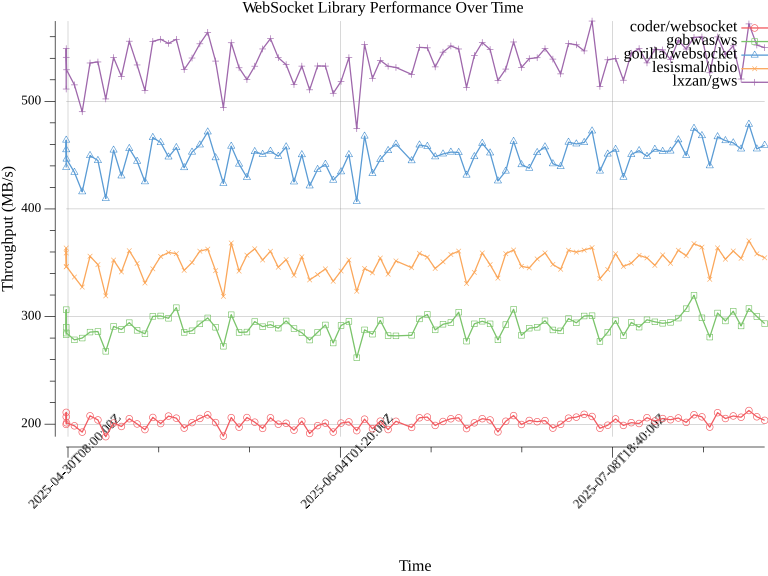 WebSocket Library Performance Over Time
coder/websocket
gobwas/ws
gorilla/websocket
lesismal/nbio
lxzan/gws
Throughput (MB/s)
500
400
300
200
2025-04-30T08:00:00Z
2025-06-04T01:20:00Z
2025-07-08T18:40:00Z
Time